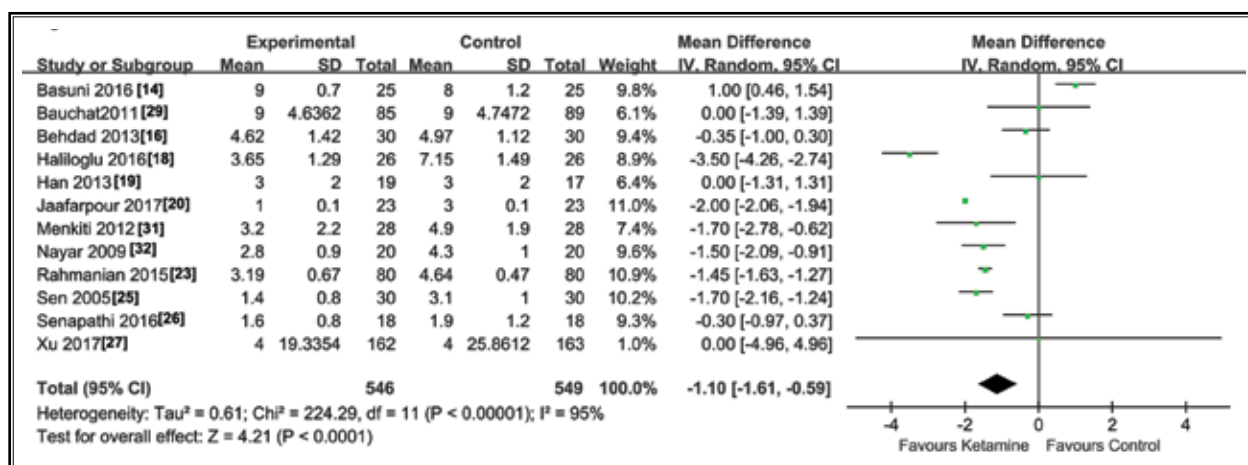 Experimental Control Mean Difference Mean Difference
Study or Subgroup Mean SD Total Mean SD Total Weight IV, Random, 95% CI IV, Random, 95% CI
Basuni 2016 [14] 9 0.7 25 8 1.2 25 9.8% 1.00 [0.46, 1.54]
Bauchat2011 [29] 9 4.6362 85 9 4.7472 89 6.1% 0.00 [-1.39, 1.39]
Behdad 2013[16] 4.62 1.42 30 4.97 1.12 30 9.4% -0.35 [-1.00, 0.30]
Haliloglu 2016[18] 3.65 1.29 26 7.15 1.49 26 8.9% -3.50 [-4.26, -2.74]
Han 2013[19] 3 2 19 3 2 17 6.4% 0.00 [-1.31, 1.31]
Jaafarpour 2017[20] 1 0.1 23 3 0.1 23 11.0% -2.00 [-2.06, -1.94]
Menkiti 2012 [31] 3.2 2.2 28 4.9 1.9 28 7.4% -1.70 [-2.78, -0.62]
Nayar 2009 [32] 2.8 0.9 20 4.3 1 20 9.6% -1.50 [-2.09, -0.91]
Rahmanian 2015[23] 3.19 0.67 80 4.64 0.47 80 10.9% -1.45 [-1.63, -1.27]
Sen 2005[25] 1.4 0.8 30 3.1 1 30 10.2% -1.70 [-2.16, -1.24]
Senapathi 2016[26] 1.6 0.8 18 1.9 1.2 18 9.3% -0.30 [-0.97, 0.37]
Xu 2017[27] 4 19.3354 162 4 25.8612 163 1.0% 0.00 [-4.96, 4.96]
Total (95% CI) 546 549 100.0% -1.10 [-1.61, -0.59]
Heterogeneity: Tau² = 0.61; Chi² = 224.29, df = 11 (P < 0.00001); I² = 95%
Test for overall effect: Z = 4.21 (P < 0.0001)
-4 -2 0 2 4
Favours Ketamine Favours Control